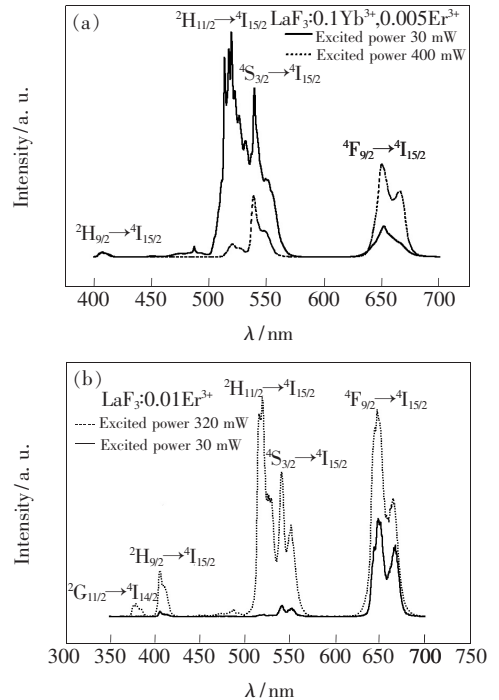 (a) ²H₁₁/₂→⁴I₁₅/₂ LaF₃:0.1Yb³⁺,0.005Er³⁺
Excited power 30 mW
Excited power 400 mW
⁴S₃/₂→⁴I₁₅/₂
⁴F₉/₂→⁴I₁₅/₂
²H₉/₂→⁴I₁₅/₂
Intensity/a. u.
400 450 500 550 600 650 700
λ/nm
(b) ²H₁₁/₂→⁴I₁₅/₂
LaF₃:0.01Er³⁺ ⁴F₉/₂→⁴I₁₅/₂
Excited power 320 mW
Excited power 30 mW
⁴S₃/₂→⁴I₁₅/₂
²H₉/₂→⁴I₁₅/₂
²G₁₁/₂→⁴I₁₄/₂
Intensity/a. u.
300 350 400 450 500 550 600 650 700 700
λ/nm